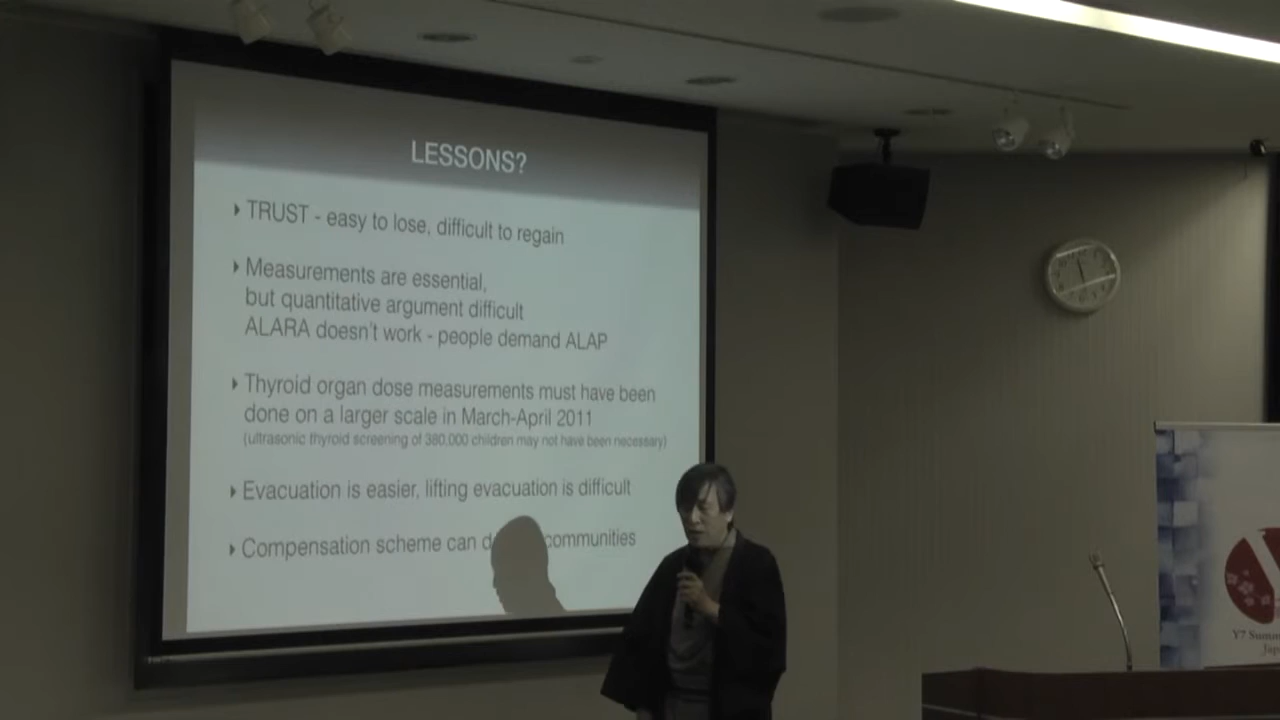 LESSONS?
TRUST - easy to lose, difficult to regain
Measurements are essential,
but quantitative argument difficult
ALARA doesn't work - people demand ALAP
Thyroid organ dose measurements must have been
done on a larger scale in March-April 2011
(ultrasonic thyroid screening of 380,000 children may not have been necessary)
Evacuation is easier, lifting evacuation is difficult
Compensation scheme can communities
Y7